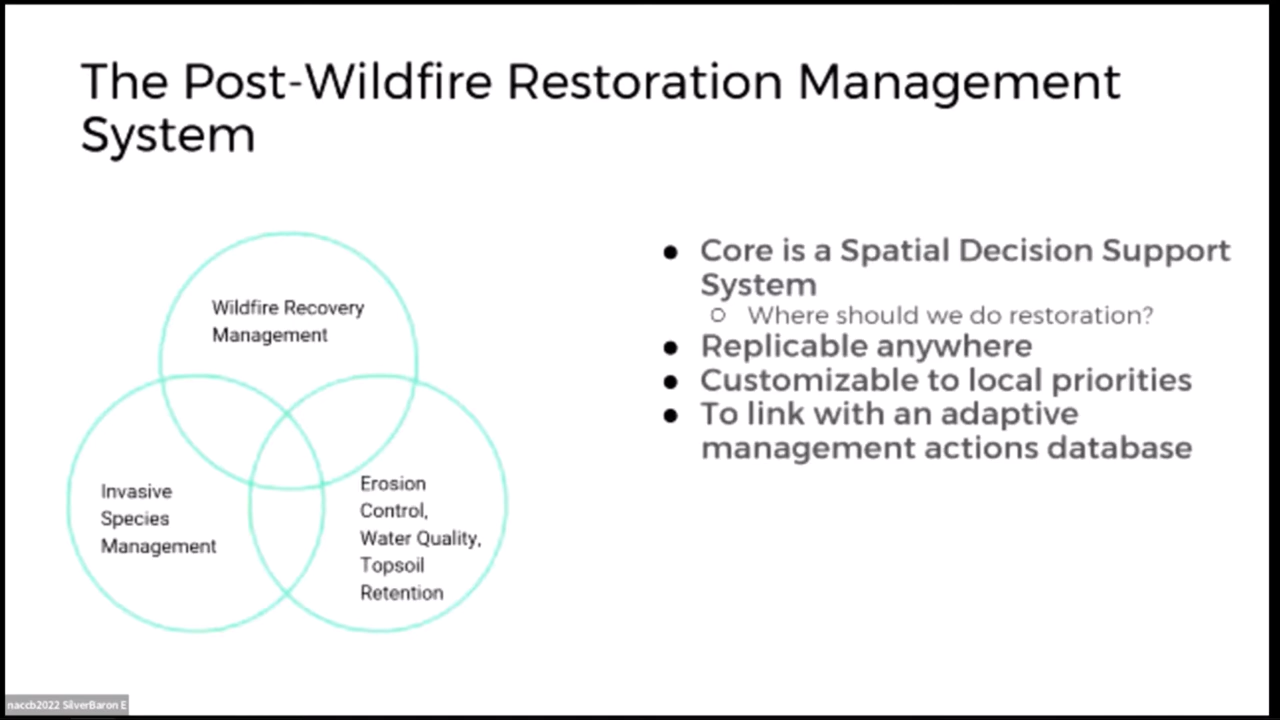 The Post-Wildfire Restoration Management
System
Wildfire Recovery
Management
Invasive
Species
Management
Erosion
Control,
Water Quality,
Topsoil
Retention
● Core is a Spatial Decision Support
System
○ Where should we do restoration?
● Replicable anywhere
● Customizable to local priorities
● To link with an adaptive
management actions database
naccb2022 SilverBaron E